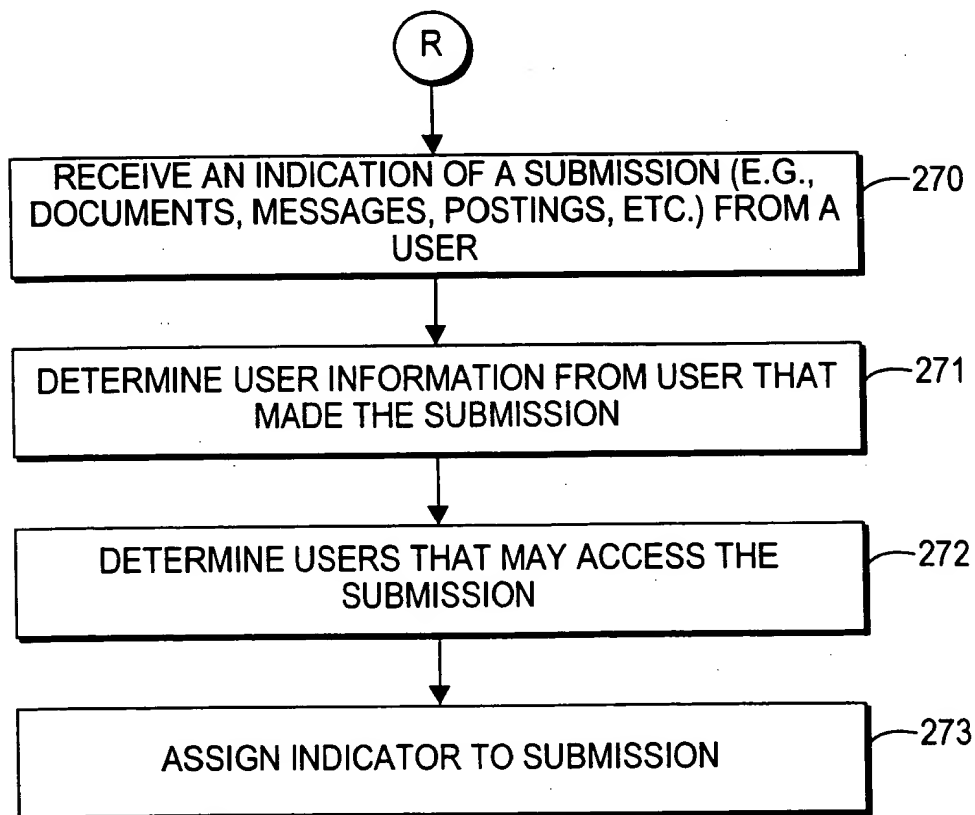 R
RECEIVE AN INDICATION OF A SUBMISSION (E.G.,
DOCUMENTS, MESSAGES, POSTINGS, ETC.) FROM A
USER
270
DETERMINE USER INFORMATION FROM USER THAT
MADE THE SUBMISSION
271
DETERMINE USERS THAT MAY ACCESS THE
SUBMISSION
272
ASSIGN INDICATOR TO SUBMISSION
273